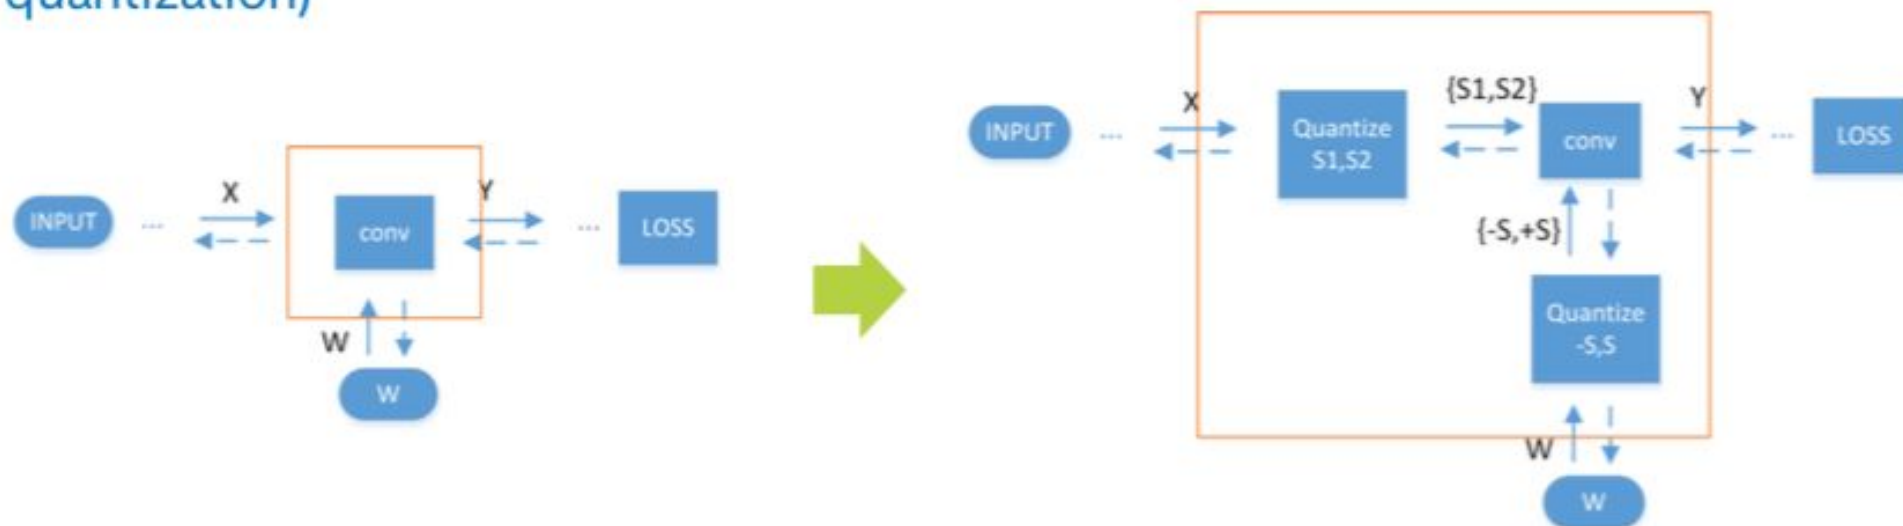 quantization)
X
Y
INPUT
...
conv
...
LOSS
W
W
X
{S1,S2}
Y
INPUT
...
Quantize
S1,S2
conv
...
LOSS
{-S,+S}
Quantize
-S,S
W
W